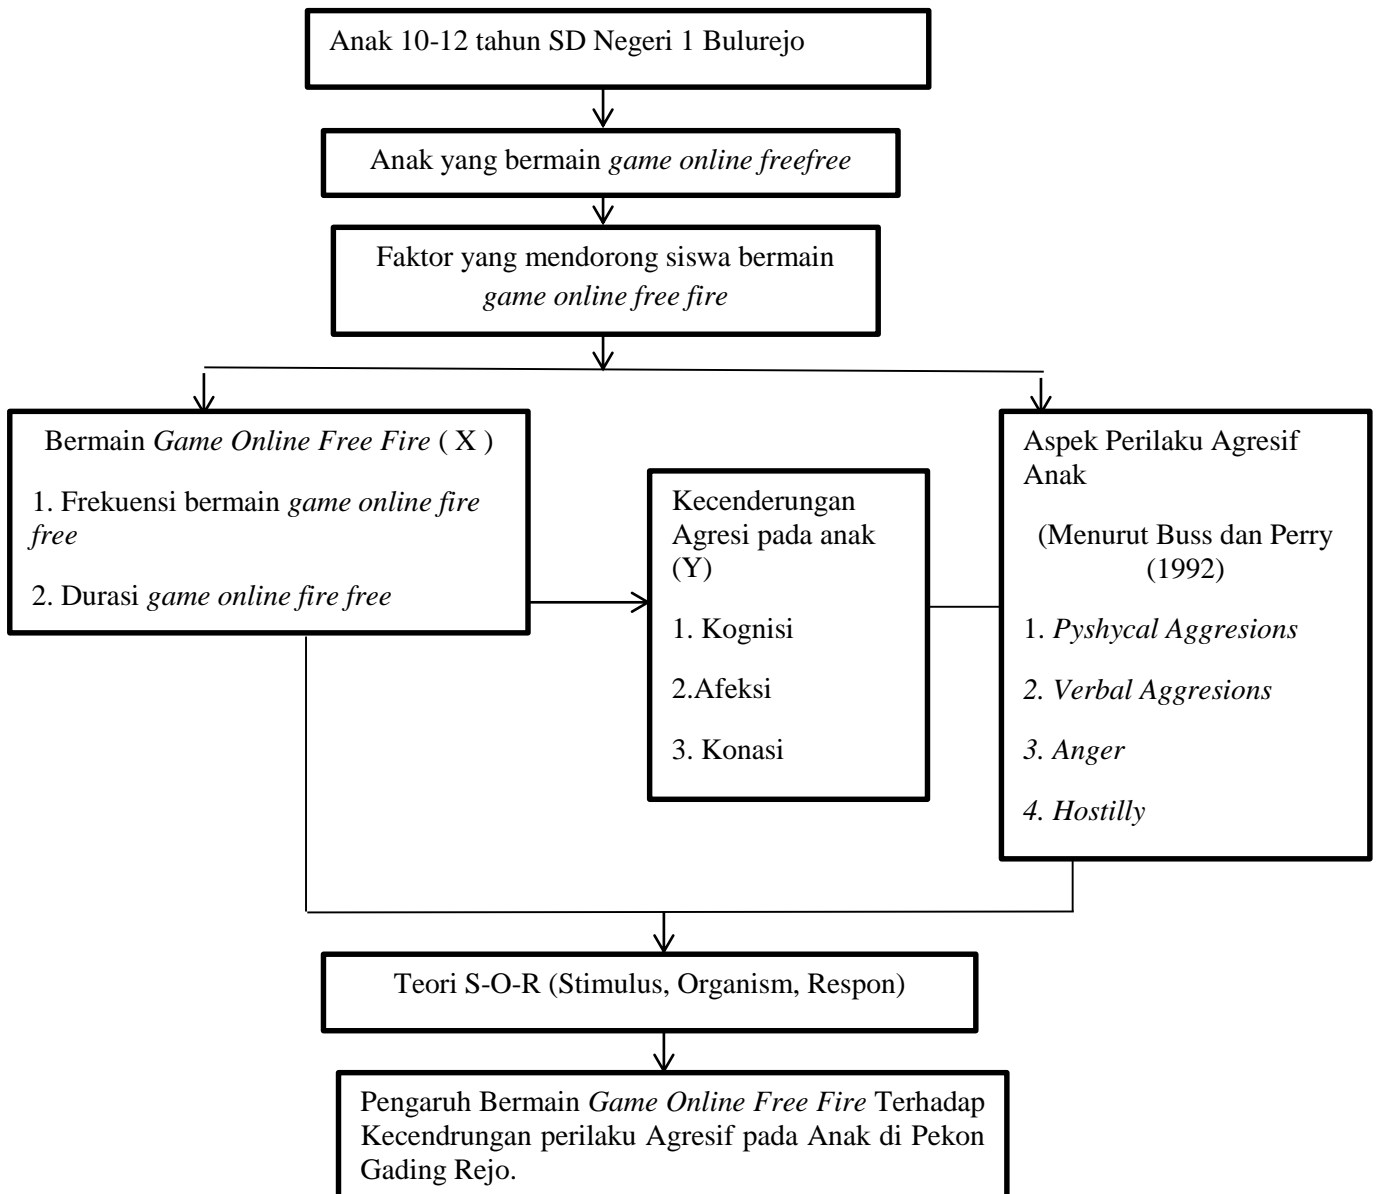 Anak 10-12 tahun SD Negeri 1 Bulurejo
Anak yang bermain game online freefree
Faktor yang mendorong siswa bermain
game online free fire
Bermain Game Online Free Fire ( X )
1. Frekuensi bermain game online fire
free
2. Durasi game online fire free
Kecenderungan
Agresi pada anak
(Y)
1. Kognisi
2.Afeksi
3. Konasi
Aspek Perilaku Agresif
Anak
(Menurut Buss dan Perry
(1992)
1. Pyshycal Aggresions
2. Verbal Aggresions
3. Anger
4. Hostilly
Teori S-O-R (Stimulus, Organism, Respon)
Pengaruh Bermain Game Online Free Fire Terhadap
Kecendrungan perilaku Agresif pada Anak di Pekon
Gading Rejo.